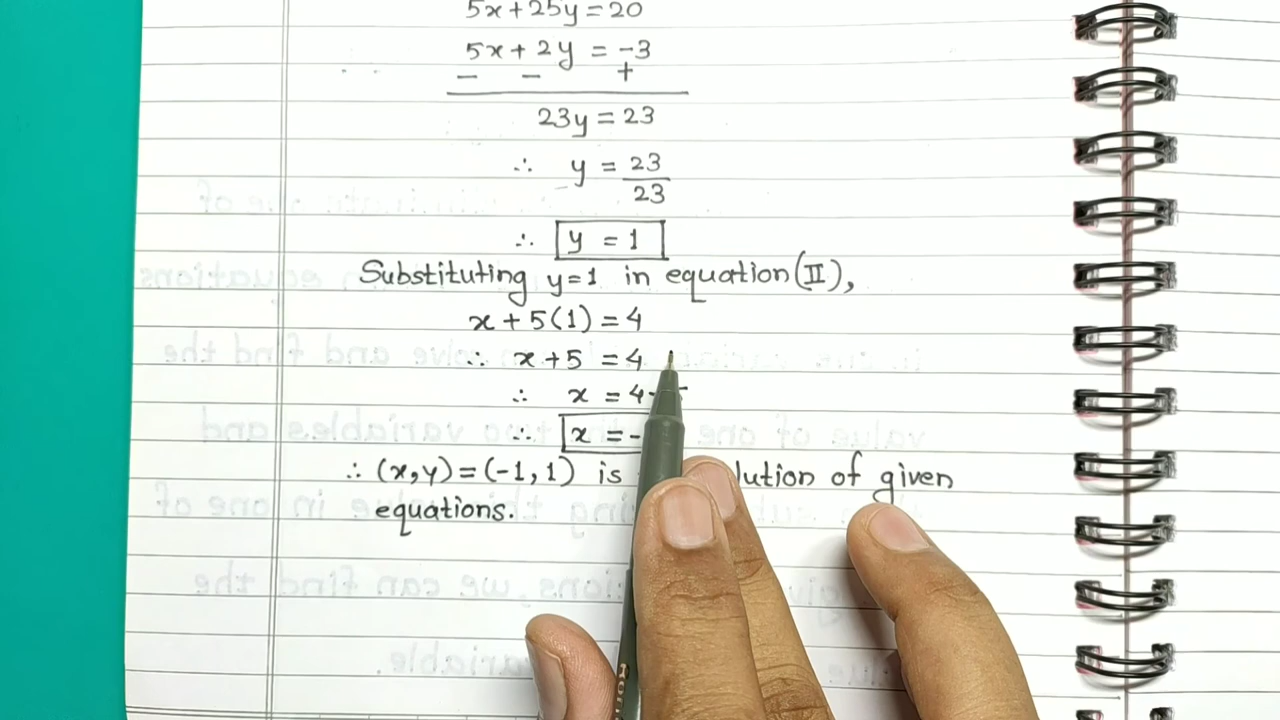 5x+25y=20
5x+2y = -3
- - +
23y = 23
∴ y = 23/23
∴ y = 1
Substituting y=1 in equation (II),
x + 5(1) = 4
∴ x + 5 = 4
∴ x = 4-
∴ x = -
∴ (x,y) = (-1, 1) is of given
equations.